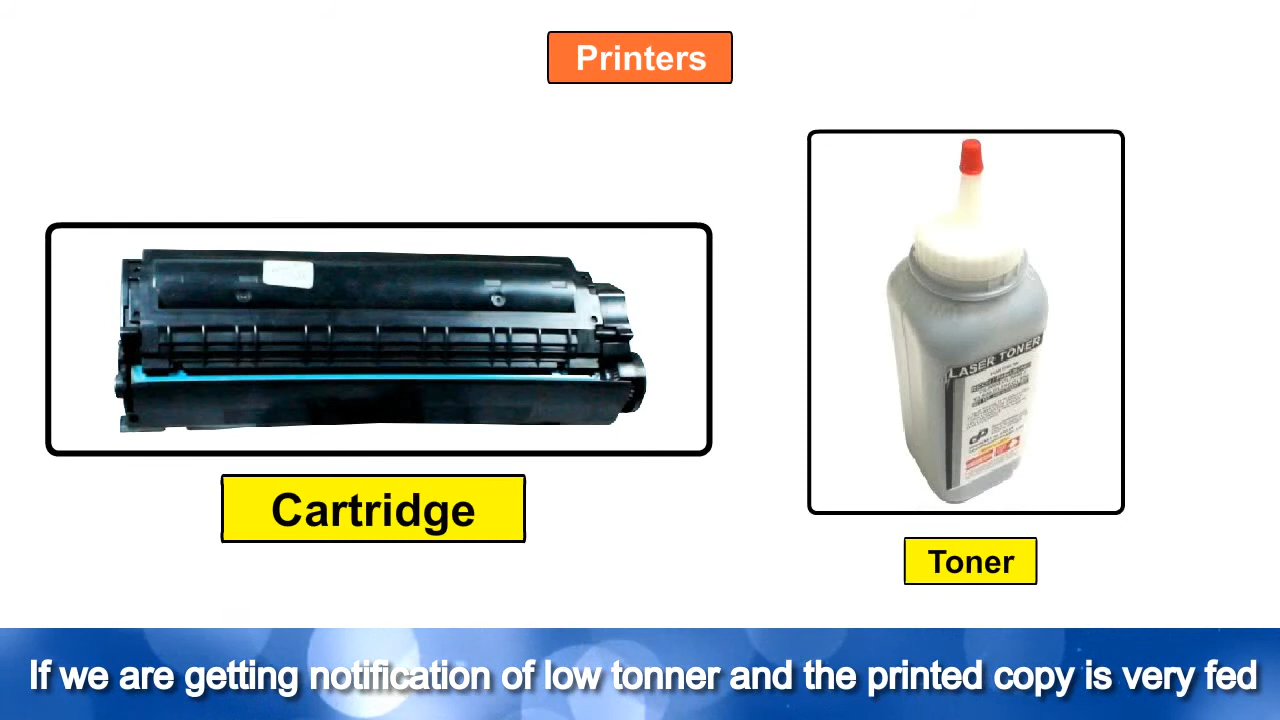 Printers
Cartridge
LASER TONER
Toner
If we are getting notification of low tonner and the printed copy is very fed